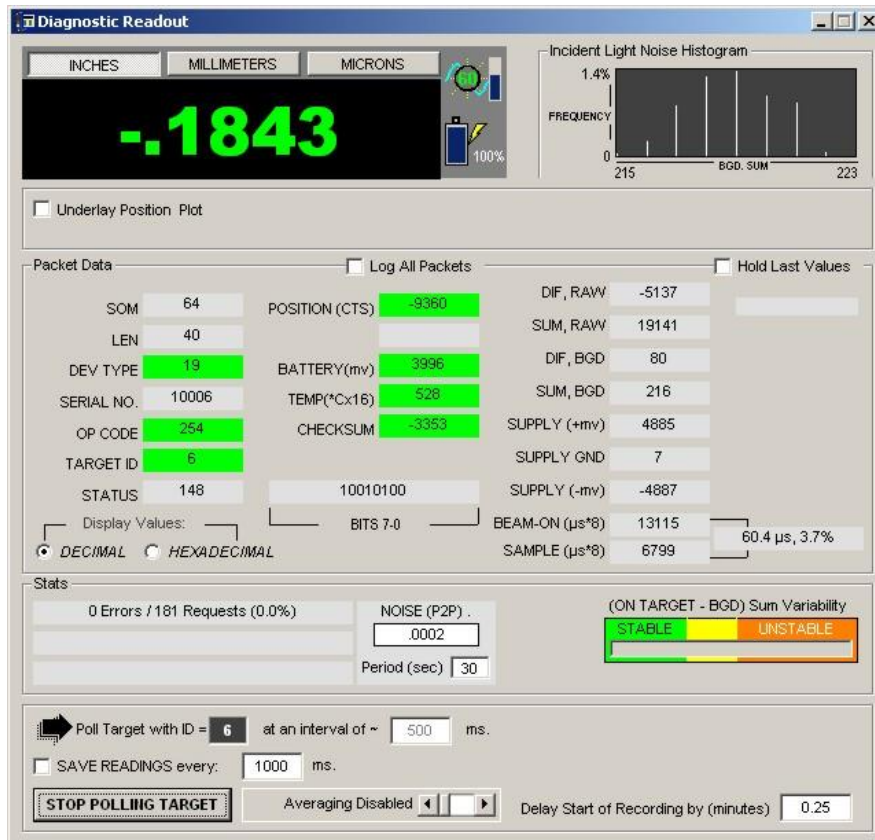 Diagnostic Readout
INCHES MILLIMETERS MICRONS
60
-.1843
100%
Incident Light Noise Histogram
1.4%
FREQUENCY
0
215 BGD. SUM 223
Underlay Position Plot
Packet Data Log All Packets Hold Last Values
SOM 64
LEN 40
DEV TYPE 19
SERIAL NO. 10006
OP CODE 254
TARGET ID 6
STATUS 148
Display Values:
DECIMAL HEXADECIMAL
POSITION (CTS) -9360
BATTERY(mv) 3996
TEMP(*Cx16) 528
CHECKSUM -3353
10010100
BITS 7-0
DIF, RAW -5137
SUM, RAW 19141
DIF, BGD 80
SUM, BGD 216
SUPPLY (+mv) 4885
SUPPLY GND 7
SUPPLY (-mv) -4887
BEAM-ON (µs*8) 13115
SAMPLE (µs*8) 6799
60.4 µs, 3.7%
Stats
0 Errors / 181 Requests (0.0%)
NOISE (P2P) .
.0002
Period (sec) 30
(ON TARGET - BGD) Sum Variability
STABLE UNSTABLE
Poll Target with ID = 6 at an interval of ~ 500 ms.
SAVE READINGS every: 1000 ms.
STOP POLLING TARGET Averaging Disabled Delay Start of Recording by (minutes) 0.25